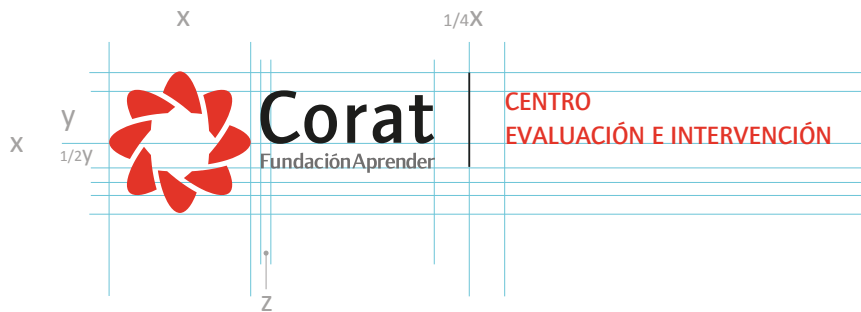 X
1/4X
y
X
1/2y
Corat
FundaciónAprender
CENTRO
EVALUACIÓN E INTERVENCIÓN
Z